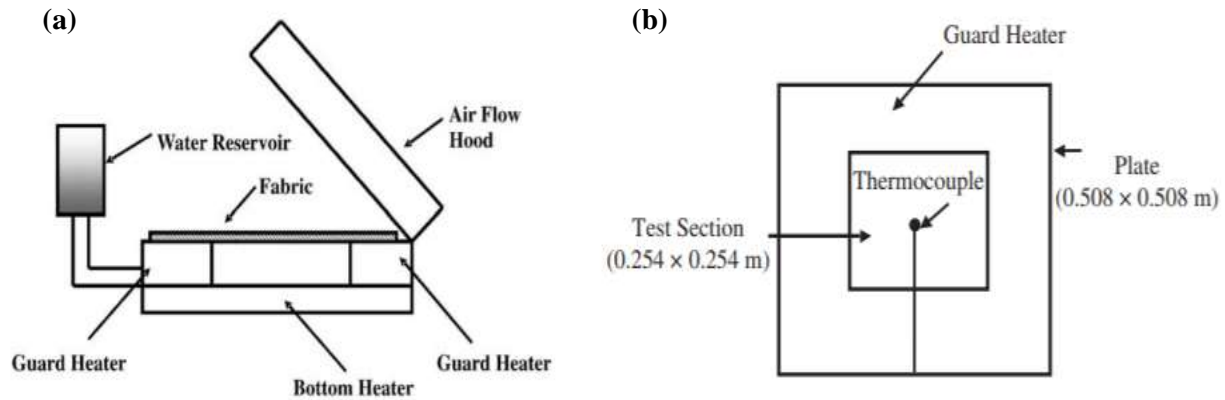 (a)
Water Reservoir
Air Flow
Hood
Fabric
Guard Heater
Guard Heater
Bottom Heater
(b)
Guard Heater
Thermocouple
Plate
(0.508 × 0.508 m)
Test Section
(0.254 × 0.254 m)